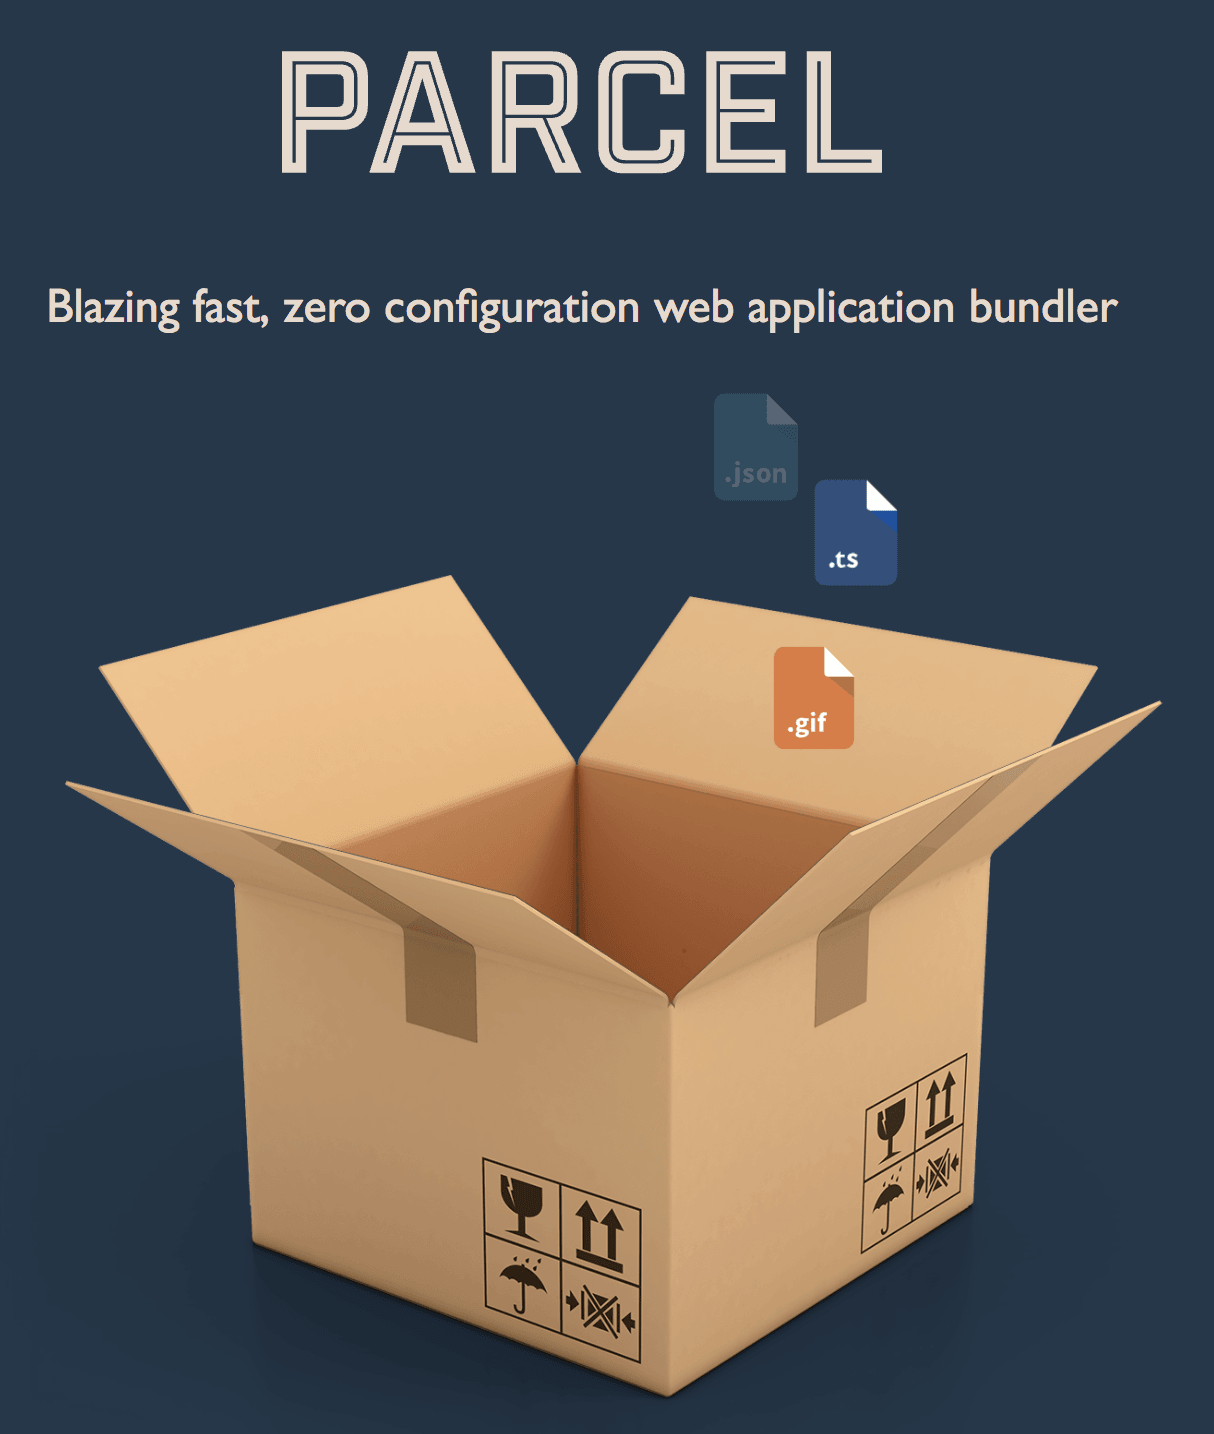 PARCEL
Blazing fast, zero configuration web application bundler
.json
.ts
.gif